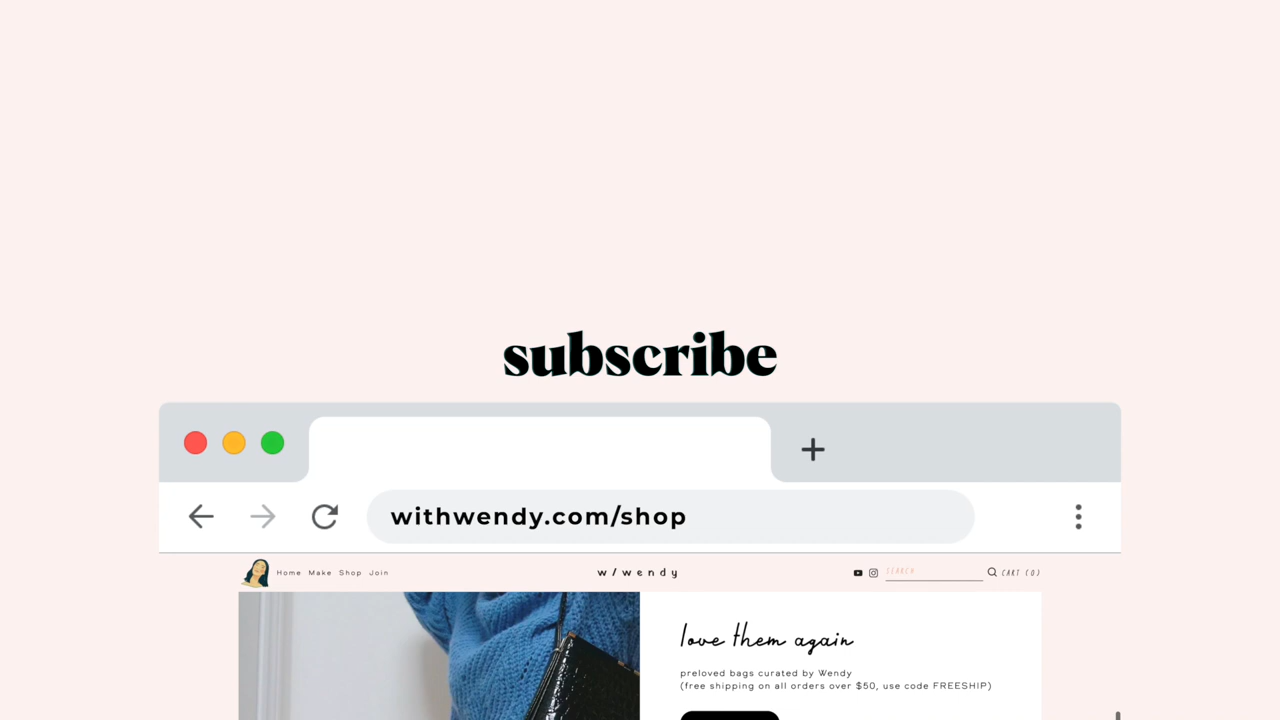 subscribe
withwendy.com/shop
Home Make Shop Join
w/wendy
SEARCH
CART (0)
love them again
preloved bags curated by Wendy
(free shipping on all orders over $50, use code FREESHIP)